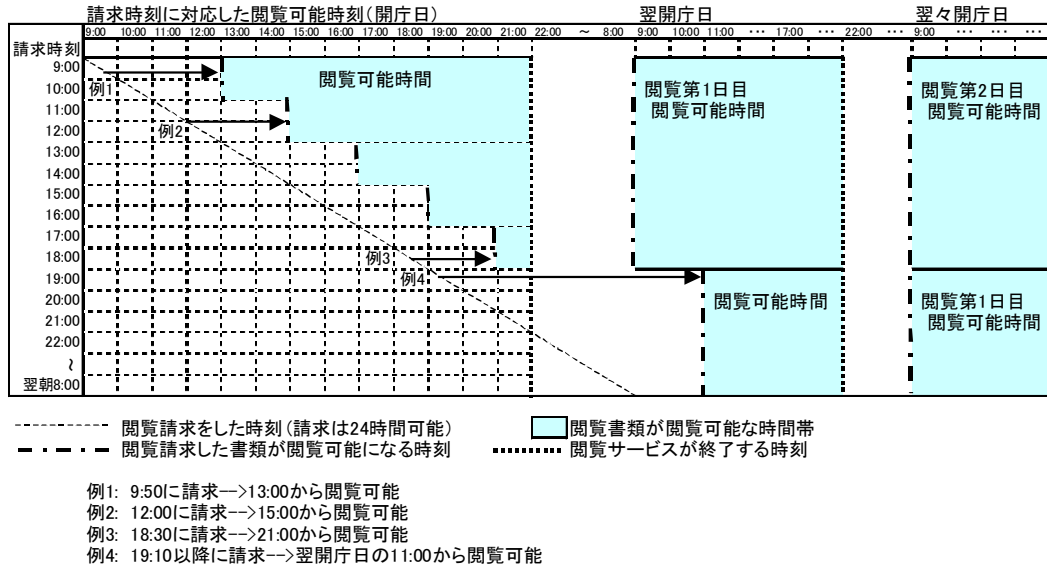 請求時刻に対応した閲覧可能時刻(開庁日) 翌開庁日 翌々開庁日
9:00 10:00 11:00 12:00 13:00 14:00 15:00 16:00 17:00 18:00 19:00 20:00 21:00 22:00 ~ 8:00 9:00 10:00 11:00 … 17:00 … 22:00 … 9:00 … … …
請求時刻
9:00
10:00
11:00
12:00
13:00
14:00
15:00
16:00
17:00
18:00
19:00
20:00
21:00
22:00
~
翌朝8:00
例1
例2
例3
例4
閲覧可能時間
閲覧第1日目
閲覧可能時間
閲覧第2日目
閲覧可能時間
閲覧可能時間
閲覧第1日目
閲覧可能時間
閲覧請求をした時刻(請求は24時間可能) 閲覧書類が閲覧可能な時間帯
閲覧請求した書類が閲覧可能になる時刻 閲覧サービスが終了する時刻
例1: 9:50に請求-->13:00から閲覧可能
例2: 12:00に請求-->15:00から閲覧可能
例3: 18:30に請求-->21:00から閲覧可能
例4: 19:10以降に請求-->翌開庁日の11:00から閲覧可能